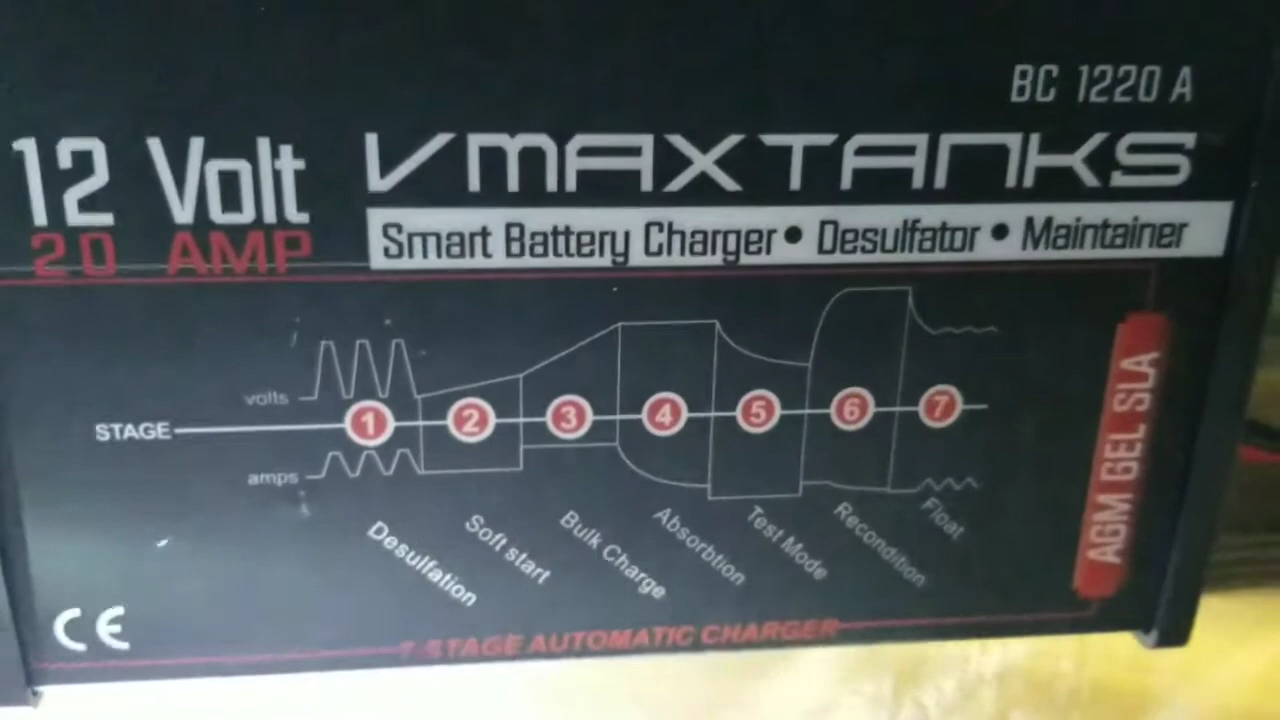 BC 1220 A
12 Volt
VMAXTANKS
20 AMP
Smart Battery Charger • Desulfator • Maintainer
volts
STAGE
1 2 3 4 5 6 7
amps
Desulfation
Soft start
Bulk Charge
Absorbtion
Test Mode
Recondition
Float
AGM GEL SLA
CE
7 STAGE AUTOMATIC CHARGER